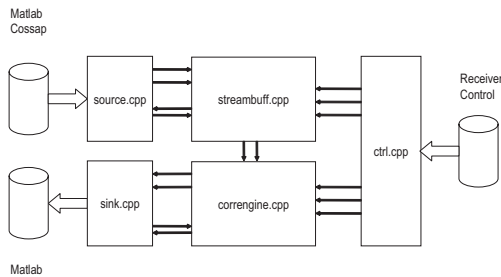 Matlab
Cossap
source.cpp
streambuff.cpp
Receiver
Control
ctrl.cpp
sink.cpp
correngine.cpp
Matlab